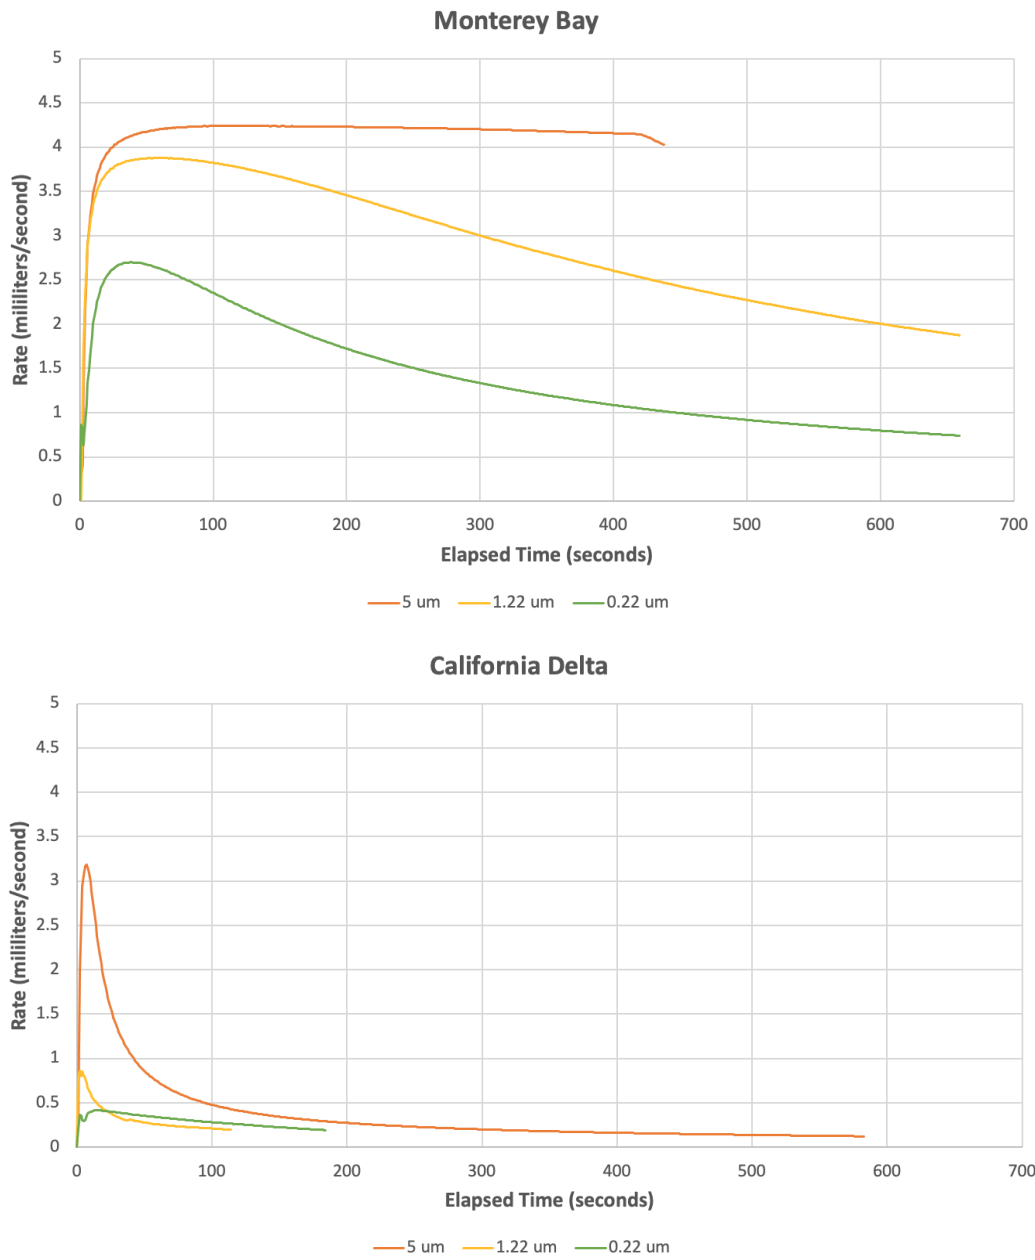 Monterey Bay
5
4.5
4
3.5
3
2.5
2
1.5
1
0.5
0
Rate (mililiters/second)
0 100 200 300 400 500 600 700
Elapsed Time (seconds)
5 um 1.22 um 0.22 um
California Delta
5
4.5
4
3.5
3
2.5
2
1.5
1
0.5
0
Rate (mililiters/second)
0 100 200 300 400 500 600 700
Elapsed Time (seconds)
5 um 1.22 um 0.22 um